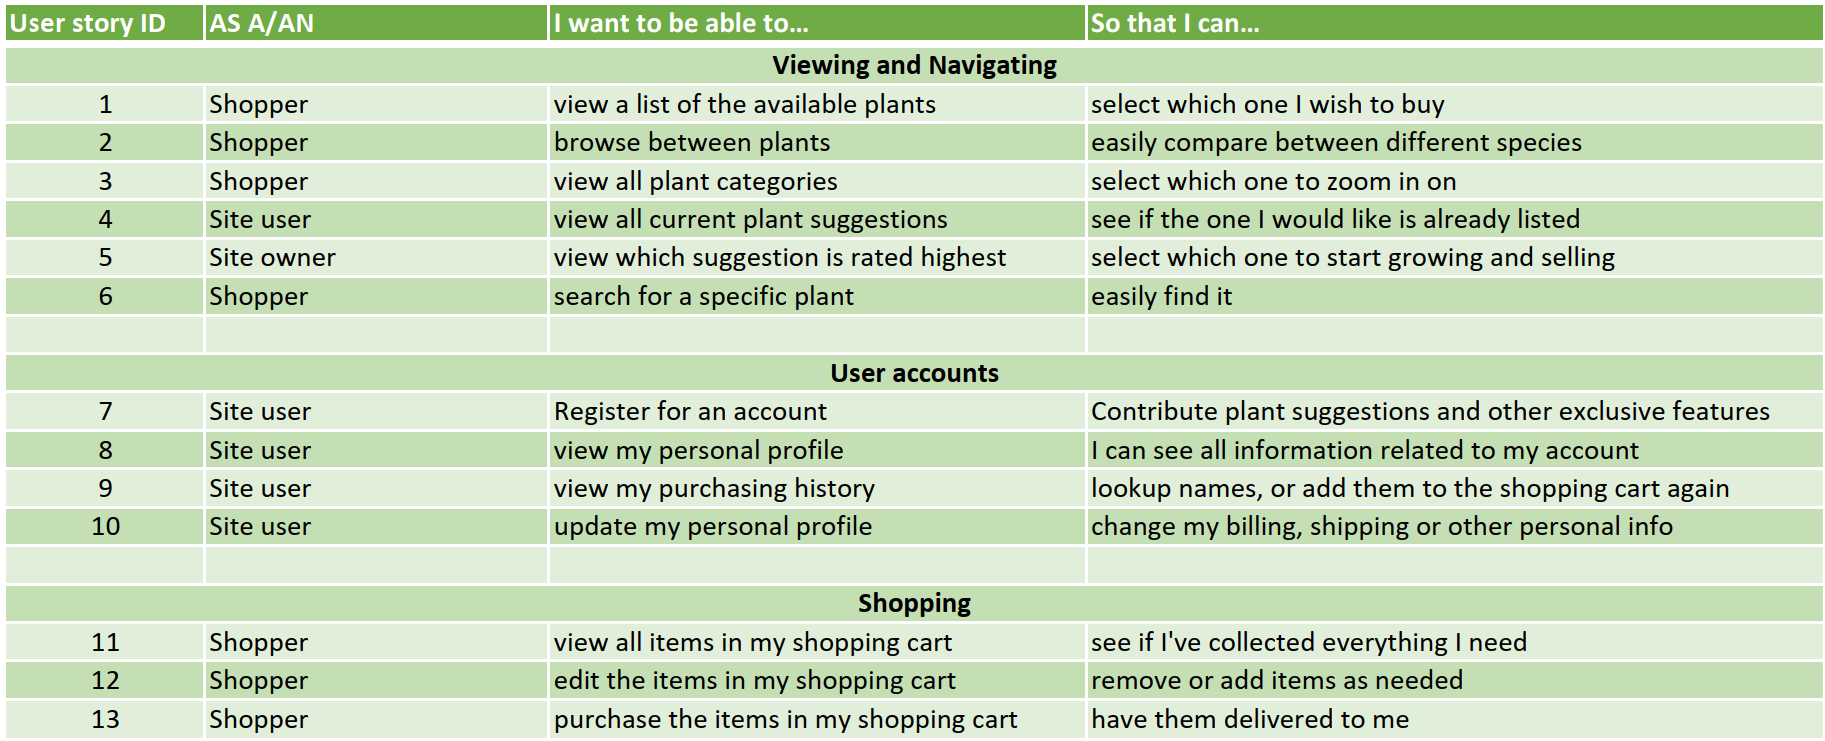 User story ID AS A/AN I want to be able to... So that I can...
Viewing and Navigating
1 Shopper view a list of the available plants select which one I wish to buy
2 Shopper browse between plants easily compare between different species
3 Shopper view all plant categories select which one to zoom in on
4 Site user view all current plant suggestions see if the one I would like is already listed
5 Site owner view which suggestion is rated highest select which one to start growing and selling
6 Shopper search for a specific plant easily find it
User accounts
7 Site user Register for an account Contribute plant suggestions and other exclusive features
8 Site user view my personal profile I can see all information related to my account
9 Site user view my purchasing history lookup names, or add them to the shopping cart again
10 Site user update my personal profile change my billing, shipping or other personal info
Shopping
11 Shopper view all items in my shopping cart see if I've collected everything I need
12 Shopper edit the items in my shopping cart remove or add items as needed
13 Shopper purchase the items in my shopping cart have them delivered to me